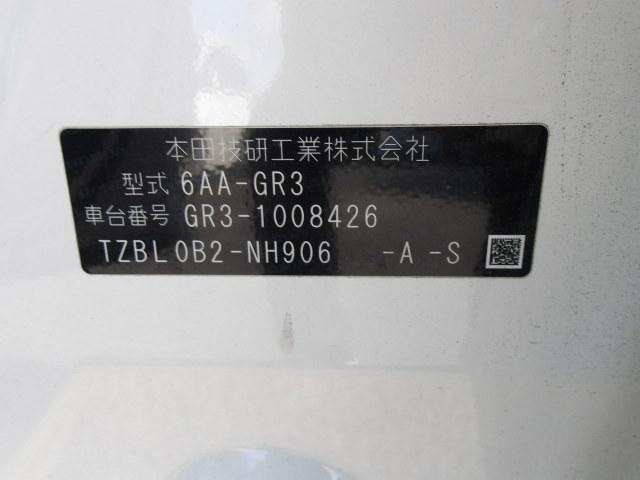 本田技研工業株式会社
型式 6AA-GR3
車台番号 GR3-1008426
TZBL0B2-NH906 -A -S